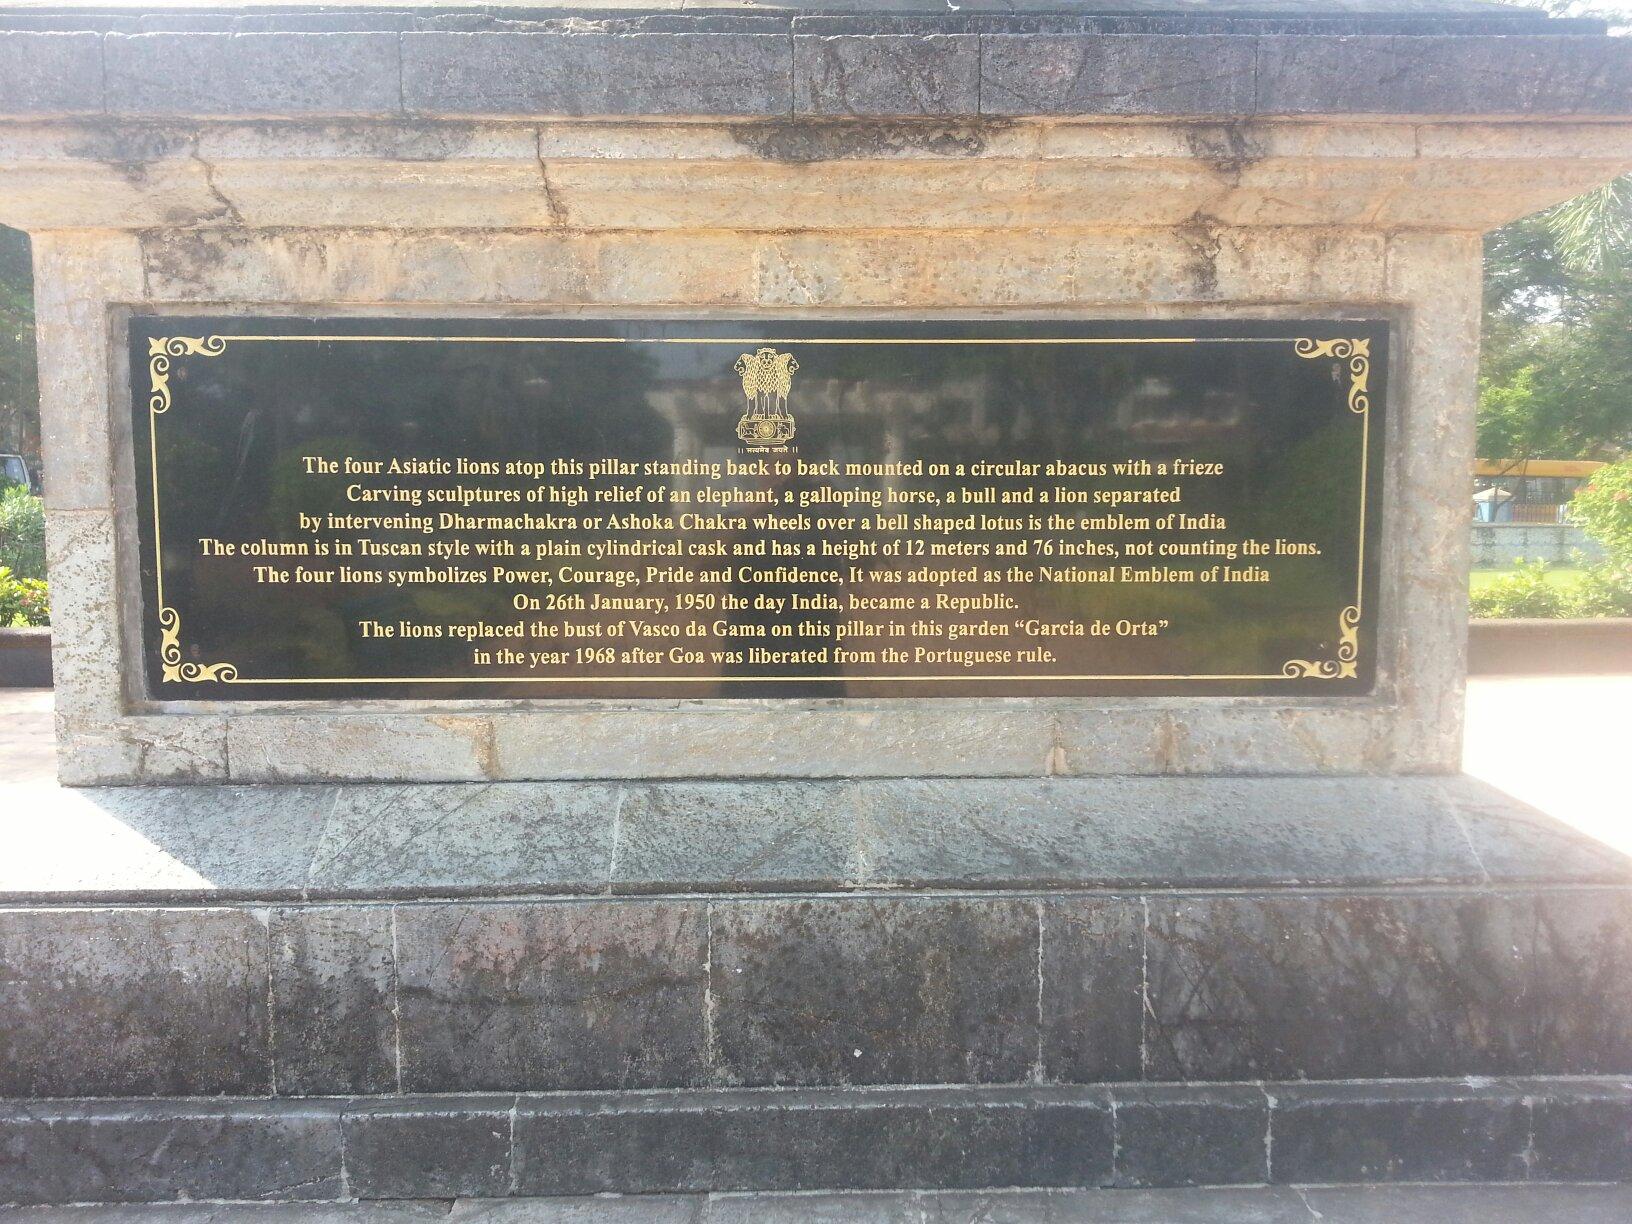 ।। सत्यमेव जयते ।।
The four Asiatic lions atop this pillar standing back to back mounted on a circular abacus with a frieze
Carving sculptures of high relief of an elephant, a galloping horse, a bull and a lion separated
by intervening Dharmachakra or Ashoka Chakra wheels over a bell shaped lotus is the emblem of India
The column is in Tuscan style with a plain cylindrical cask and has a height of 12 meters and 76 inches, not counting the lions.
The four lions symbolizes Power, Courage, Pride and Confidence, It was adopted as the National Emblem of India
On 26th January, 1950 the day India, became a Republic.
The lions replaced the bust of Vasco da Gama on this pillar in this garden “Garcia de Orta”
in the year 1968 after Goa was liberated from the Portuguese rule.